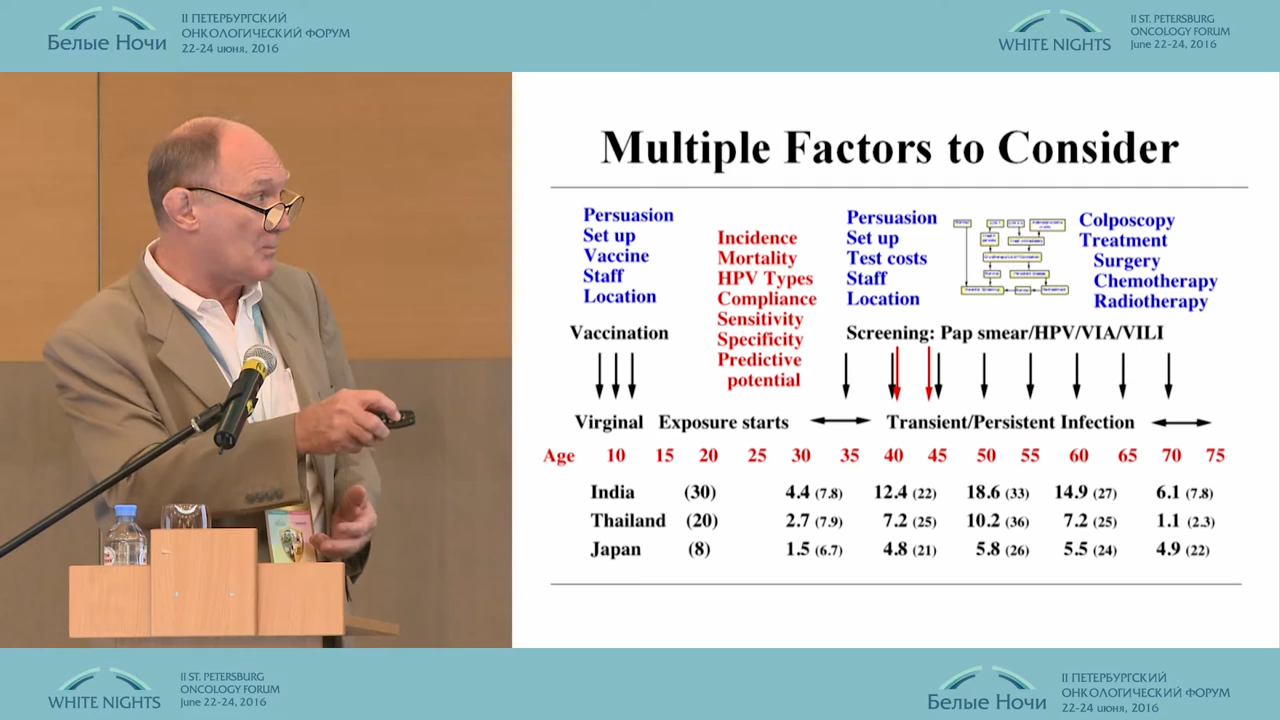 Белые Ночи
II ПЕТЕРБУРГСКИЙ
ОНКОЛОГИЧЕСКИЙ ФОРУМ
22-24 июня, 2016
WHITE NIGHTS
II ST. PETERSBURG
ONCOLOGY FORUM
June 22-24, 2016
Multiple Factors to Consider
Persuasion
Set up
Vaccine
Staff
Location
Incidence
Mortality
HPV Types
Compliance
Sensitivity
Specificity
Predictive
potential
Persuasion
Set up
Test costs
Staff
Location
Colposcopy
Treatment
Surgery
Chemotherapy
Radiotherapy
Vaccination
Screening: Pap smear/HPV/VIA/VILI
Virginal Exposure starts Transient/Persistent Infection
Age 10 15 20 25 30 35 40 45 50 55 60 65 70 75
India (30) 4.4 (7.8) 12.4 (22) 18.6 (33) 14.9 (27) 6.1 (7.8)
Thailand (20) 2.7 (7.9) 7.2 (25) 10.2 (36) 7.2 (25) 1.1 (2.3)
Japan (8) 1.5 (6.7) 4.8 (21) 5.8 (26) 5.5 (24) 4.9 (22)
WHITE NIGHTS
II ST. PETERSBURG
ONCOLOGY FORUM
June 22-24, 2016
Белые Ночи
II ПЕТЕРБУРГСКИЙ
ОНКОЛОГИЧЕСКИЙ ФОРУМ
22-24 июня, 2016